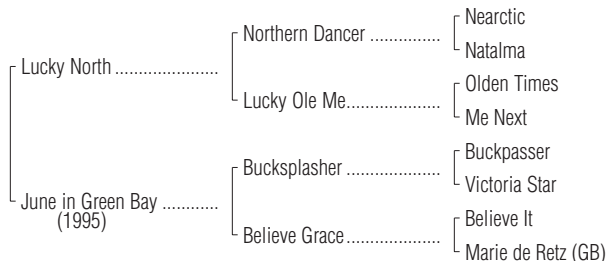 Nearctic
Northern Dancer ..................
Natalma
Lucky North ......................
Olden Times
Lucky Ole Me........................
Me Next
Buckpasser
Bucksplasher ........................
Victoria Star
June in Green Bay ............
(1995)
Believe It
Believe Grace........................
Marie de Retz (GB)